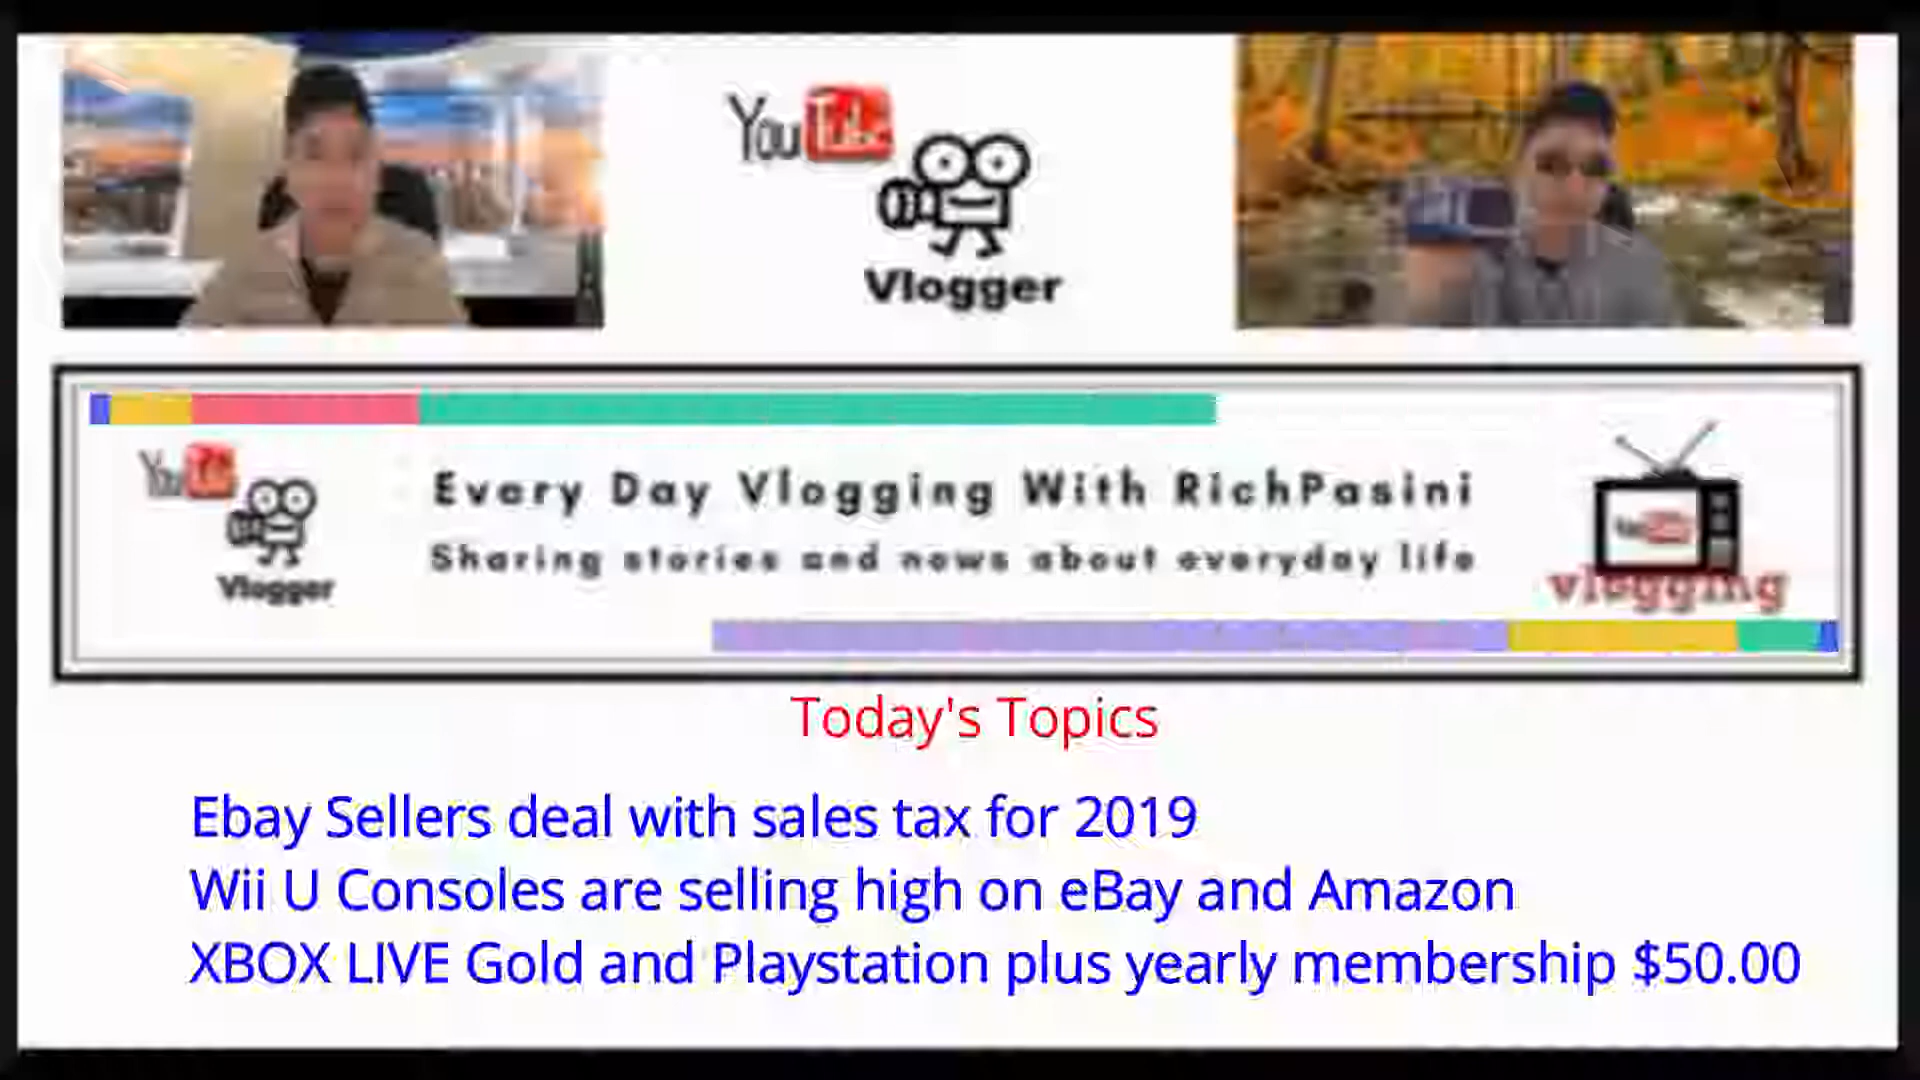 YouTube
Vlogger
YouTube
Every Day Vlogging With RichPasini
Sharing stories and news about everyday life
Vlogger
vlogging
Today's Topics
Ebay Sellers deal with sales tax for 2019
Wii U Consoles are selling high on eBay and Amazon
XBOX LIVE Gold and Playstation plus yearly membership $50.00